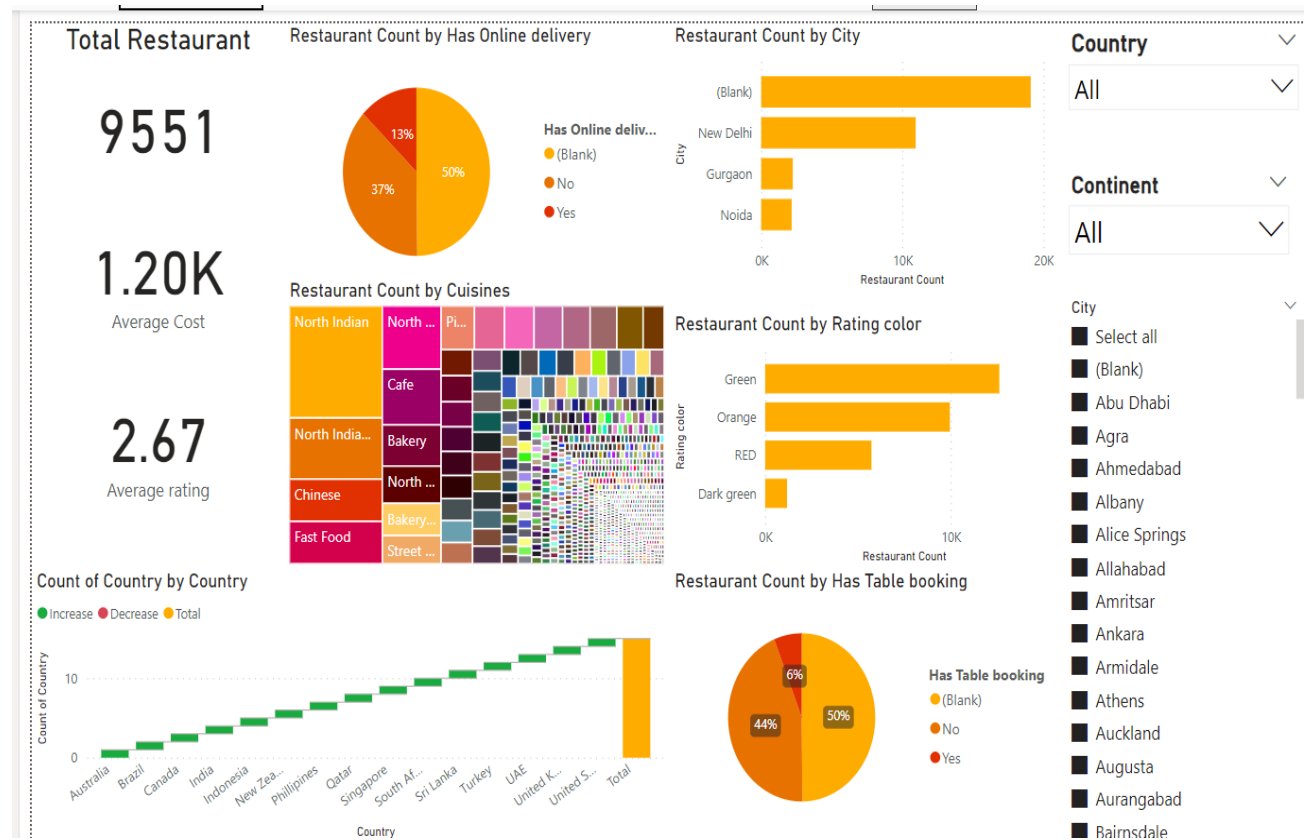 Total Restaurant
9551
1.20K
Average Cost
2.67
Average rating
Restaurant Count by Has Online delivery
13%
50%
37%
Has Online deliv...
(Blank)
No
Yes
Restaurant Count by City
City
(Blank)
New Delhi
Gurgaon
Noida
0K
10K
20K
Restaurant Count
Country
All
Continent
All
Restaurant Count by Cuisines
North Indian
North India...
Chinese
Fast Food
North ...
Cafe
Bakery
North ...
Bakery...
Street ...
Pi...
Restaurant Count by Rating color
Rating color
Green
Orange
RED
Dark green
0K
10K
Restaurant Count
City
Select all
(Blank)
Abu Dhabi
Agra
Ahmedabad
Albany
Alice Springs
Allahabad
Amritsar
Ankara
Armidale
Athens
Auckland
Augusta
Aurangabad
Bairnsdale
Count of Country by Country
Increase
Decrease
Total
Count of Country
10
0
Australia
Brazil
Canada
India
Indonesia
New Zea...
Phillipines
Qatar
Singapore
South Af...
Sri Lanka
Turkey
UAE
United K...
United S...
Total
Country
Restaurant Count by Has Table booking
6%
50%
44%
Has Table booking
(Blank)
No
Yes